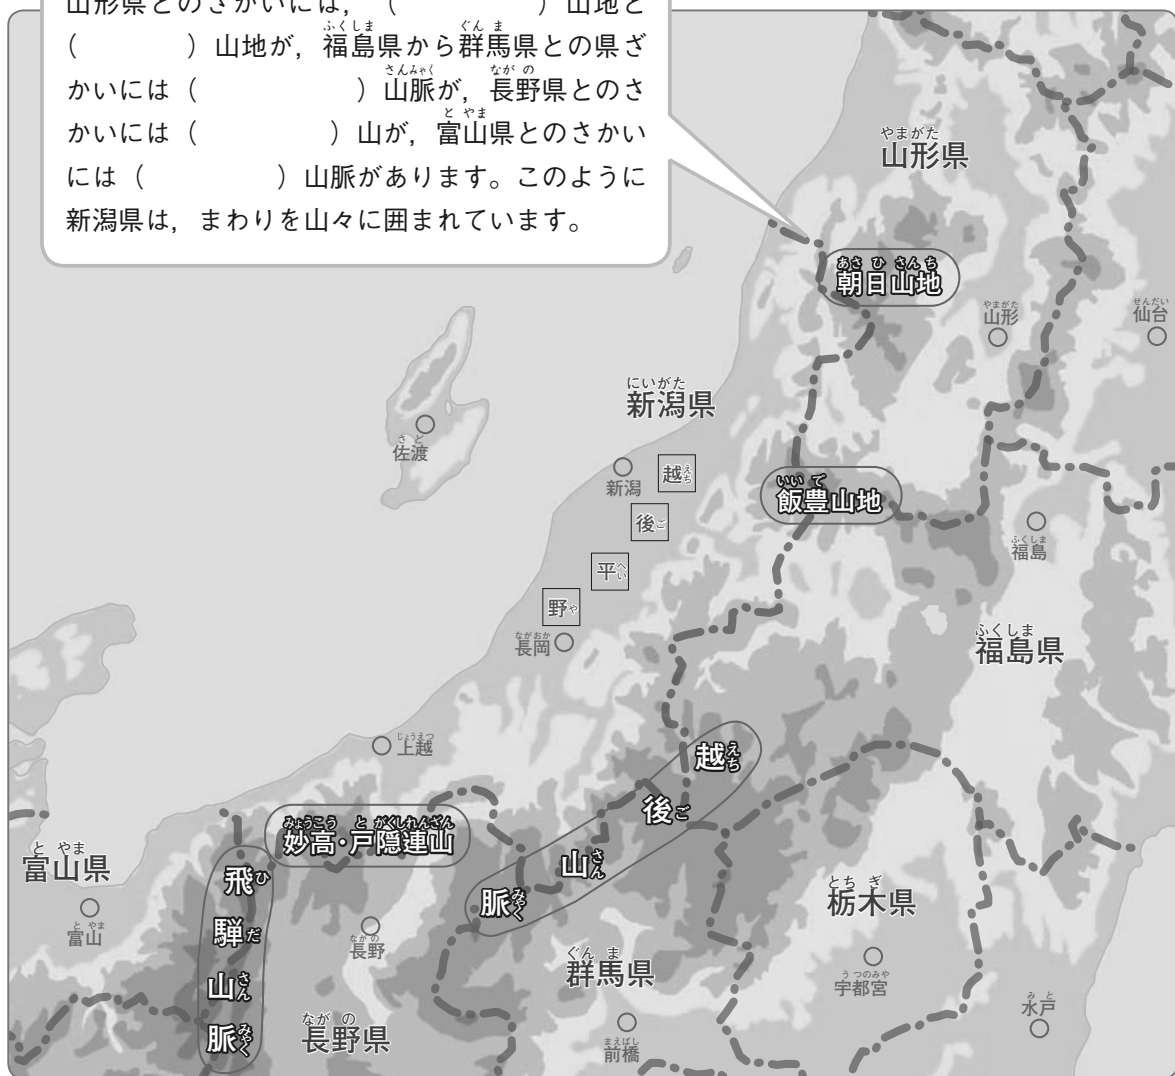 山形県とのさかいには，（　　　　　）山地と
（　　　　）山地が，福島県から群馬県との県ざ
かいには（　　　　　　）山脈が，長野県とのさ
かいには（　　　　　）山が，富山県とのさかい
には（　　　　　）山脈があります。このように
新潟県は，まわりを山々に囲まれています。
山形県
朝日山地
山形
仙台
新潟県
佐渡
新潟
越後平野
飯豊山地
福島
長岡
福島県
上越
越後山脈
妙高・戸隠連山
富山県
富山
飛騨山脈
長野
長野県
群馬県
前橋
栃木県
宇都宮
水戸